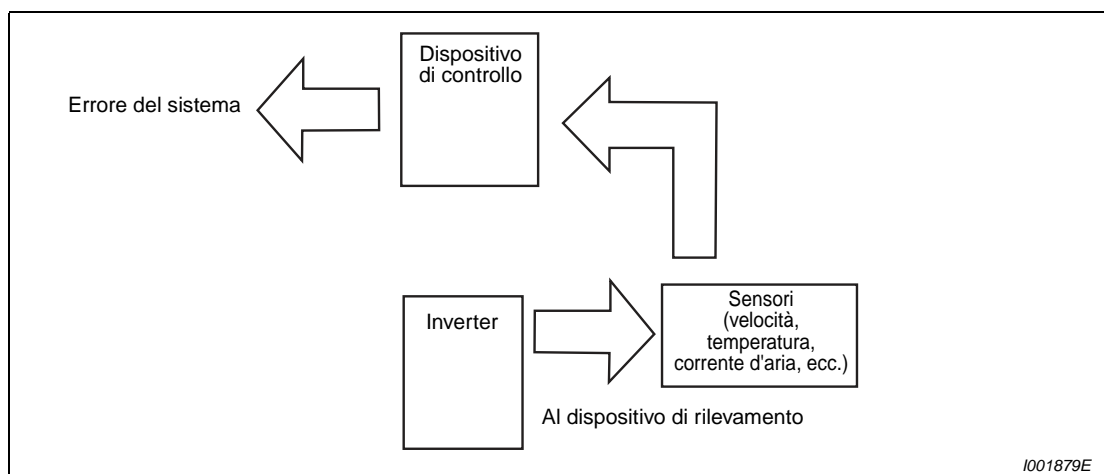 Dispositivo
di controllo
Errore del sistema
Inverter
Sensori
(velocità,
temperatura,
corrente d'aria, ecc.)
Al dispositivo di rilevamento
I001879E